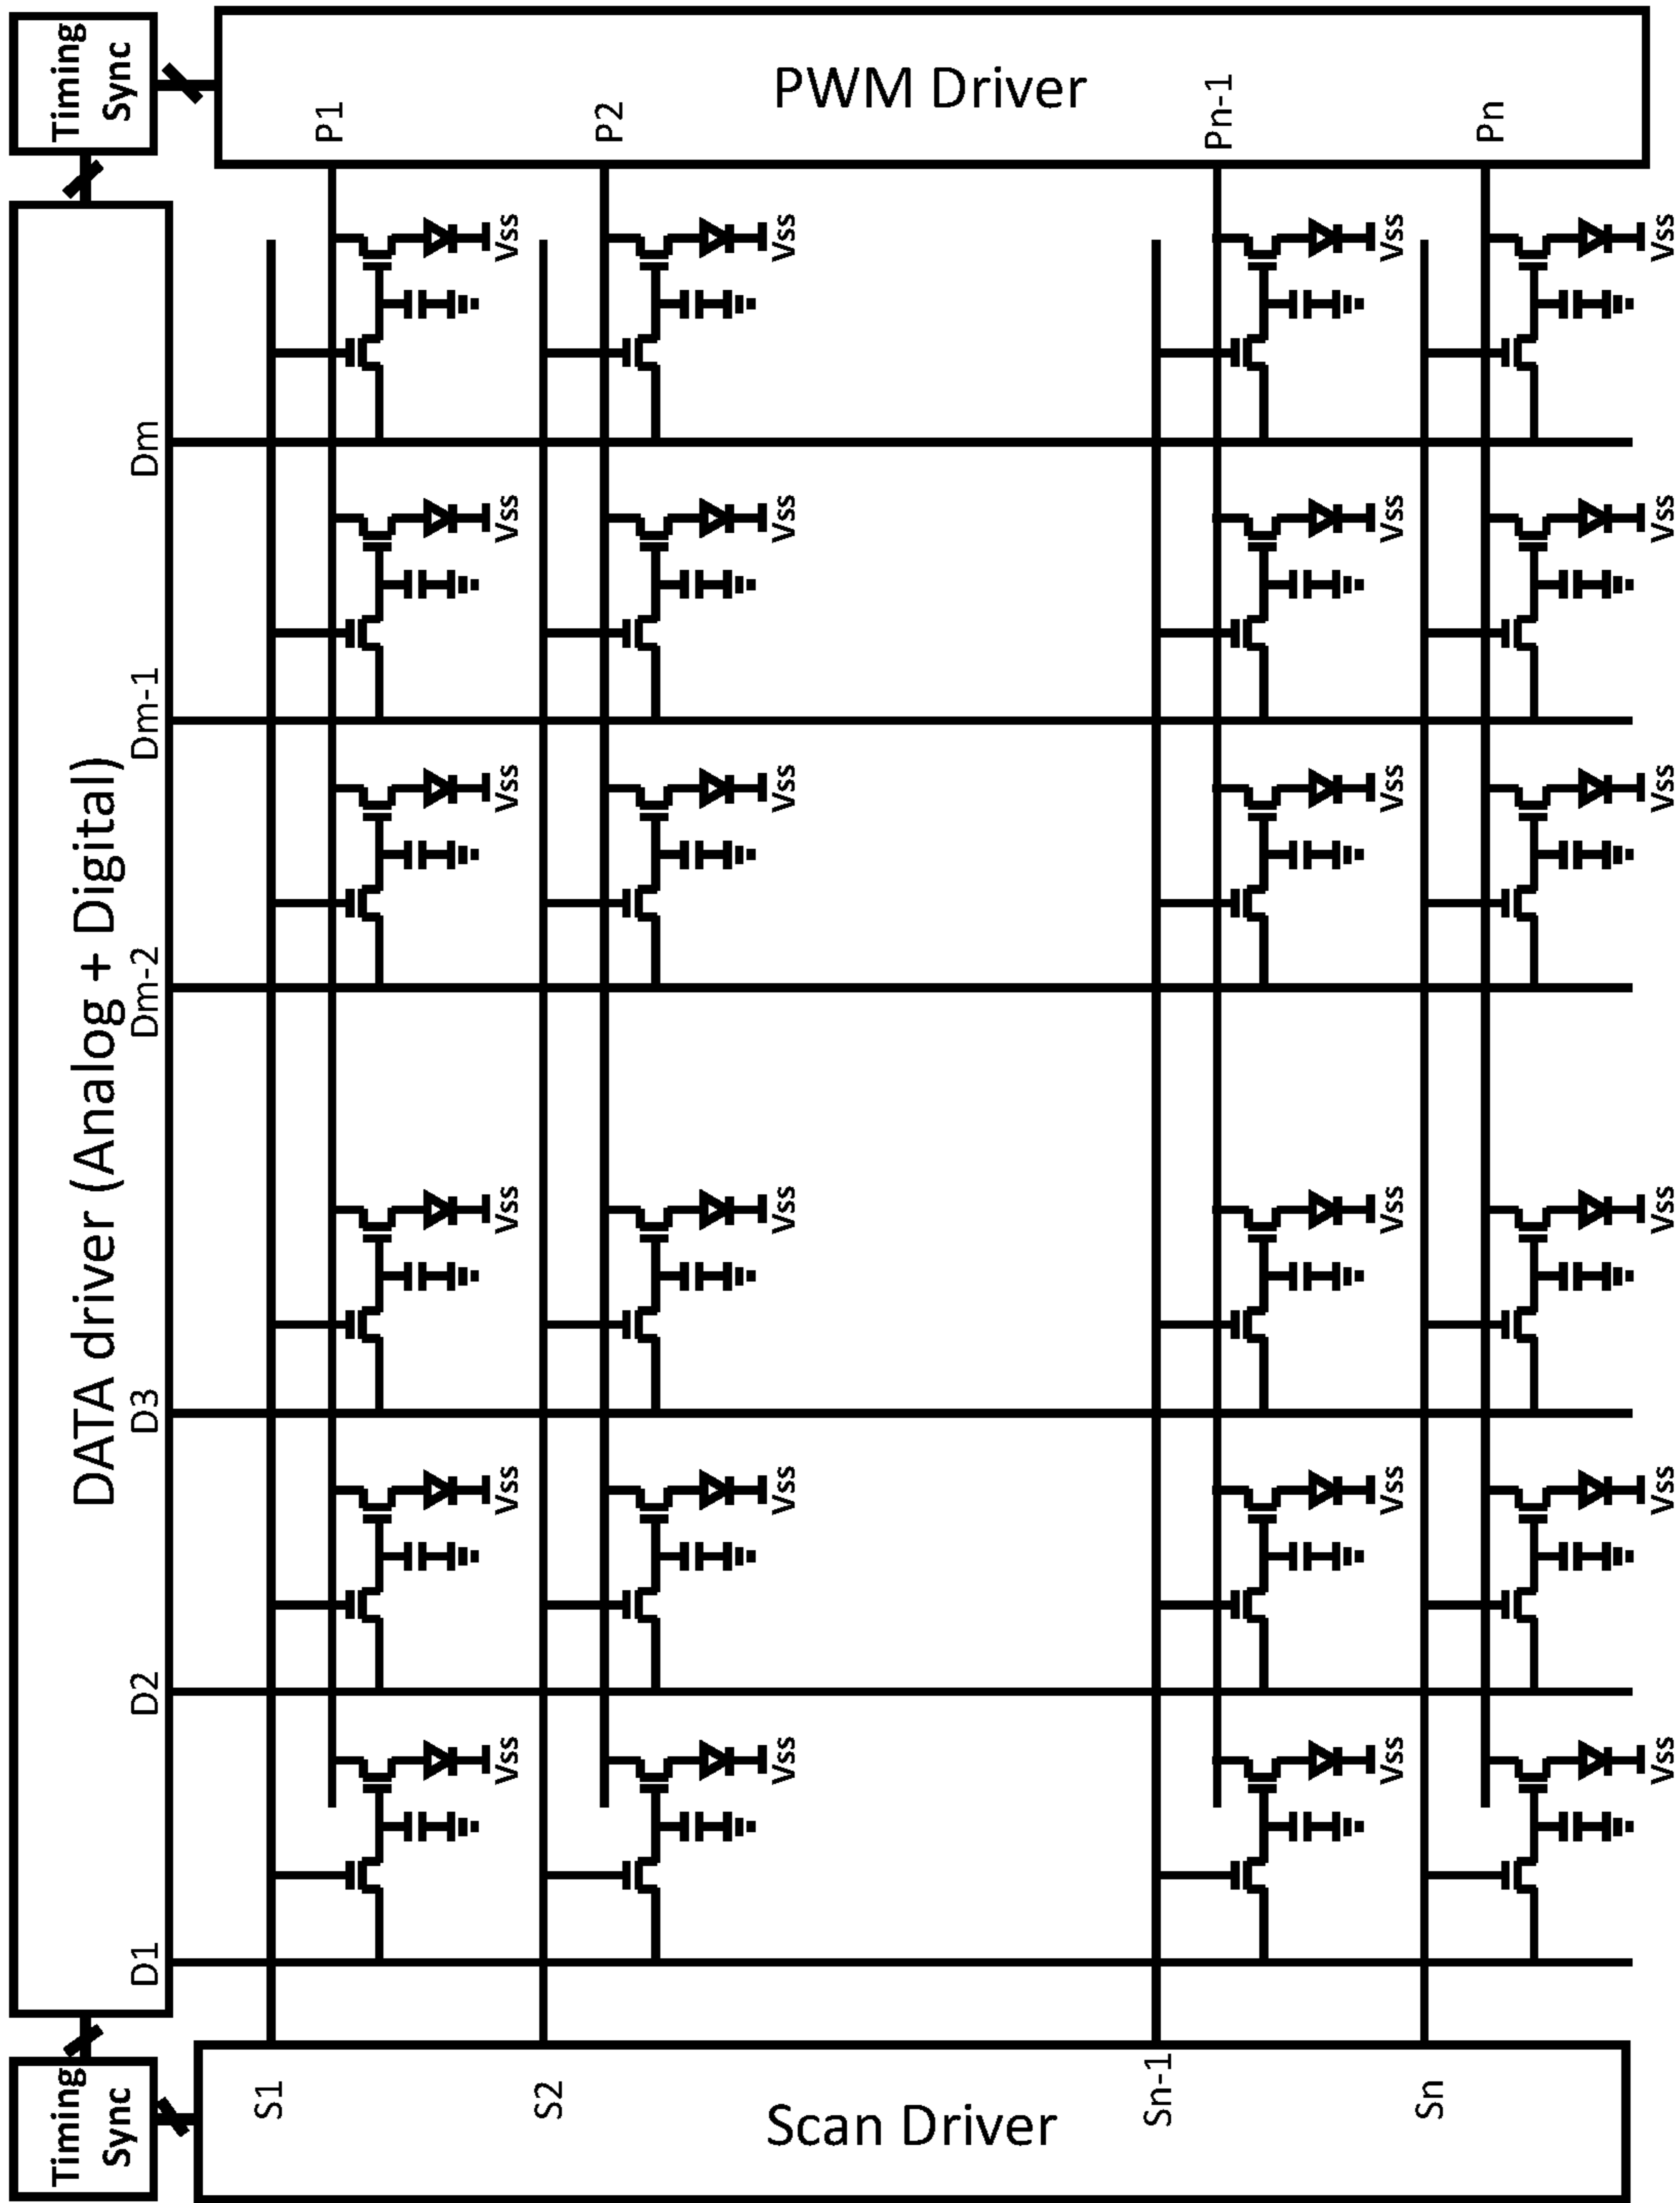 Timing
Sync
DATA driver (Analog + Digital)
Timing
Sync
D1
D2
D3
Dm-2
Dm-1
Dm
S1
P1
Vss
Vss
Vss
Vss
Vss
Vss
S2
P2
Vss
Vss
Vss
Vss
Vss
Vss
Scan Driver
PWM Driver
Sn-1
Pn-1
Vss
Vss
Vss
Vss
Vss
Vss
Sn
Pn
Vss
Vss
Vss
Vss
Vss
Vss